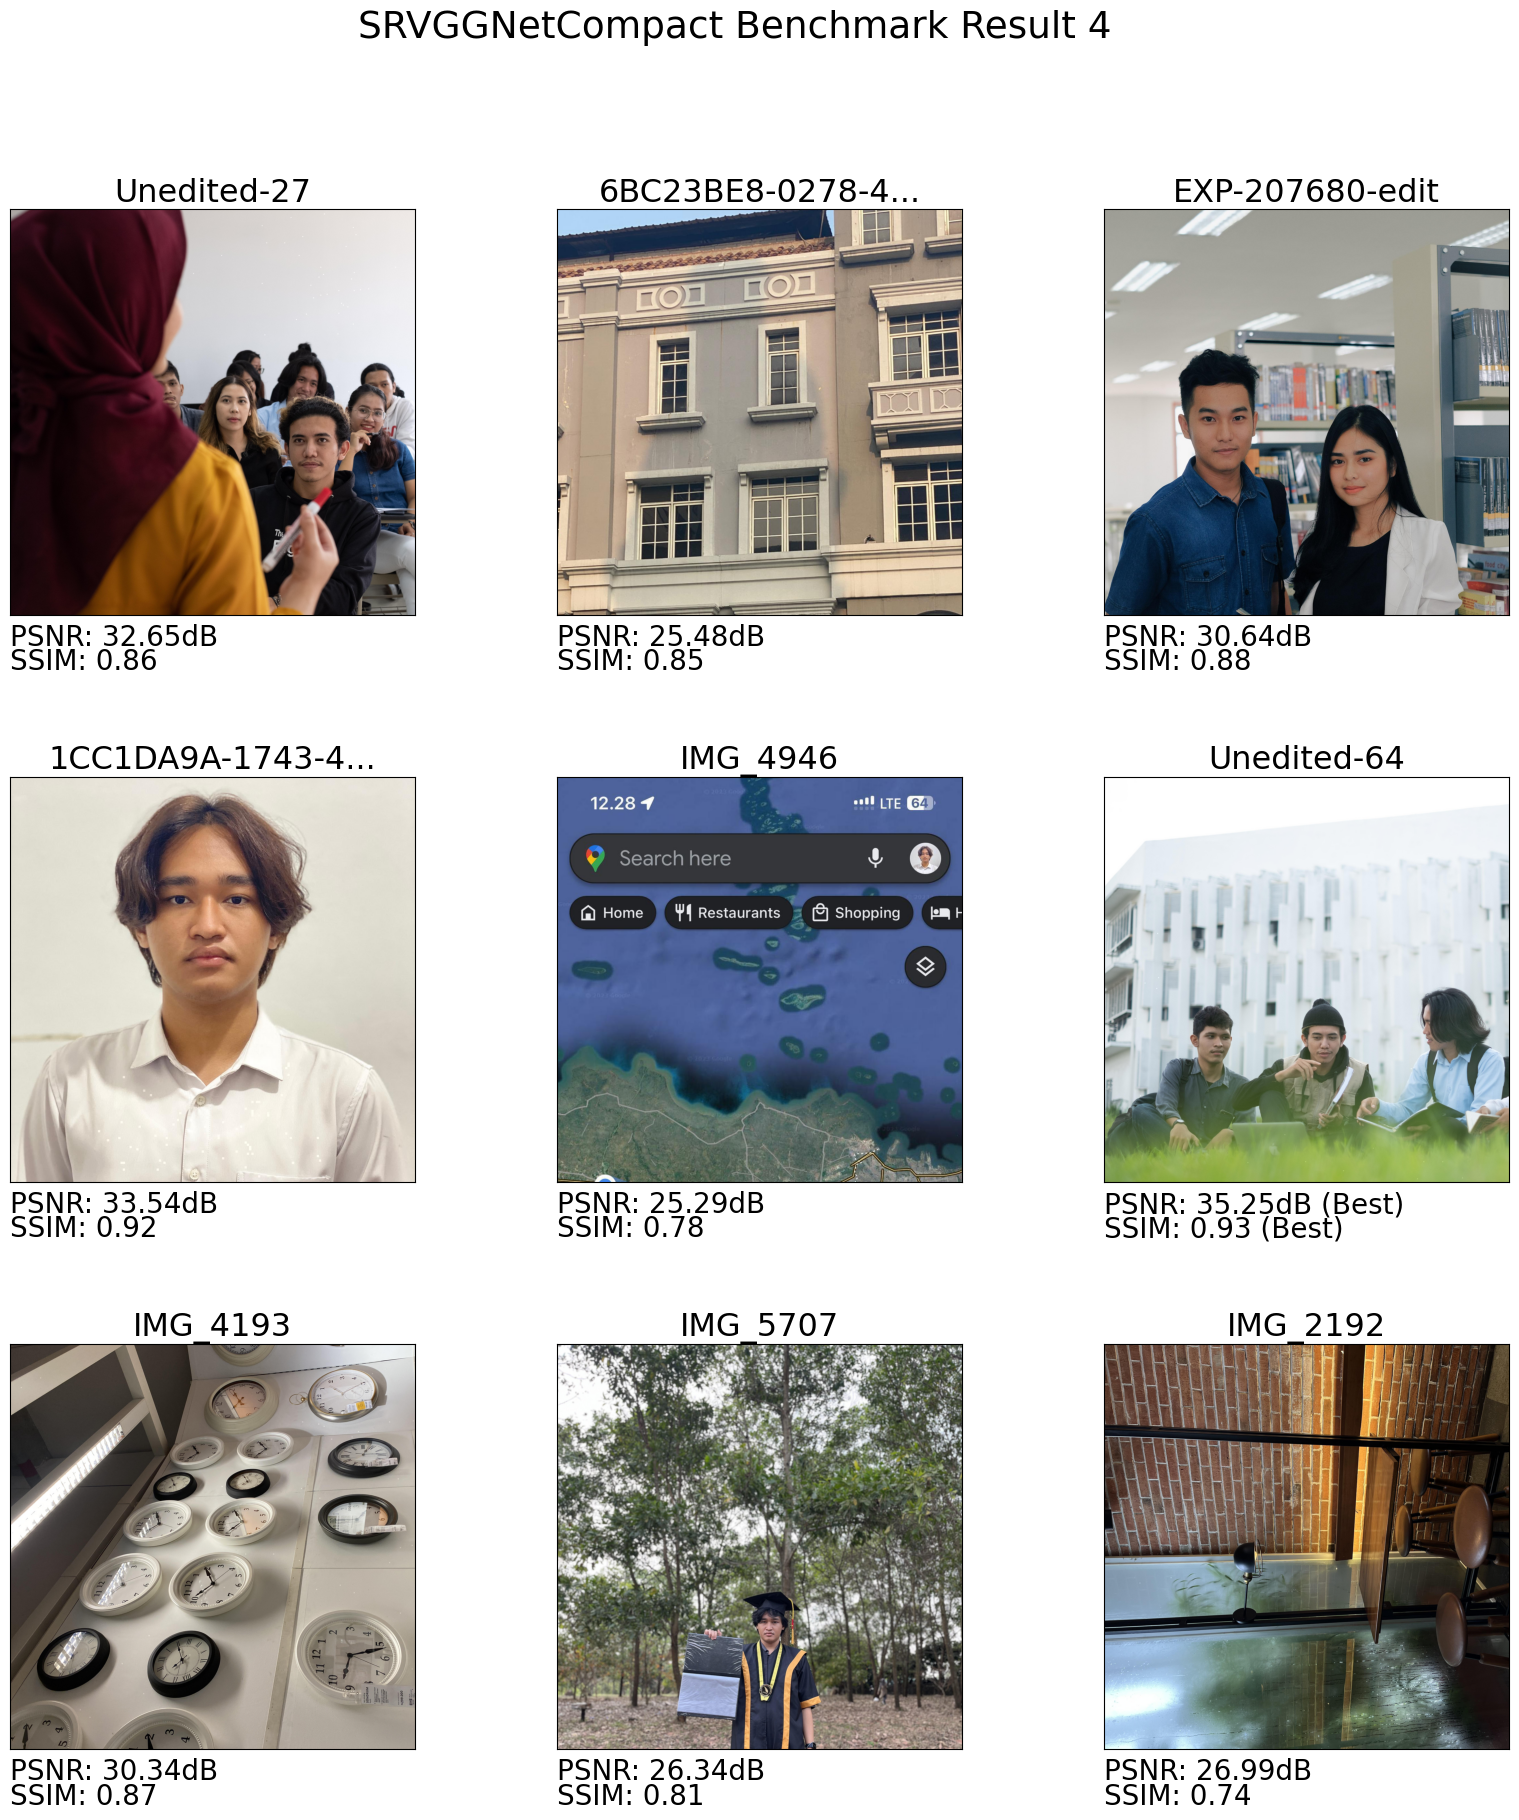 SRVGGNetCompact Benchmark Result 4
Unedited-27
6BC23BE8-0278-4...
EXP-207680-edit
PSNR: 32.65dB
SSIM: 0.86
PSNR: 25.48dB
SSIM: 0.85
PSNR: 30.64dB
SSIM: 0.88
1CC1DA9A-1743-4...
IMG_4946
Unedited-64
12.28
LTE 64
Search here
Home
Restaurants
Shopping
H
PSNR: 33.54dB
SSIM: 0.92
PSNR: 25.29dB
SSIM: 0.78
PSNR: 35.25dB (Best)
SSIM: 0.93 (Best)
IMG_4193
IMG_5707
IMG_2192
PSNR: 30.34dB
SSIM: 0.87
PSNR: 26.34dB
SSIM: 0.81
PSNR: 26.99dB
SSIM: 0.74